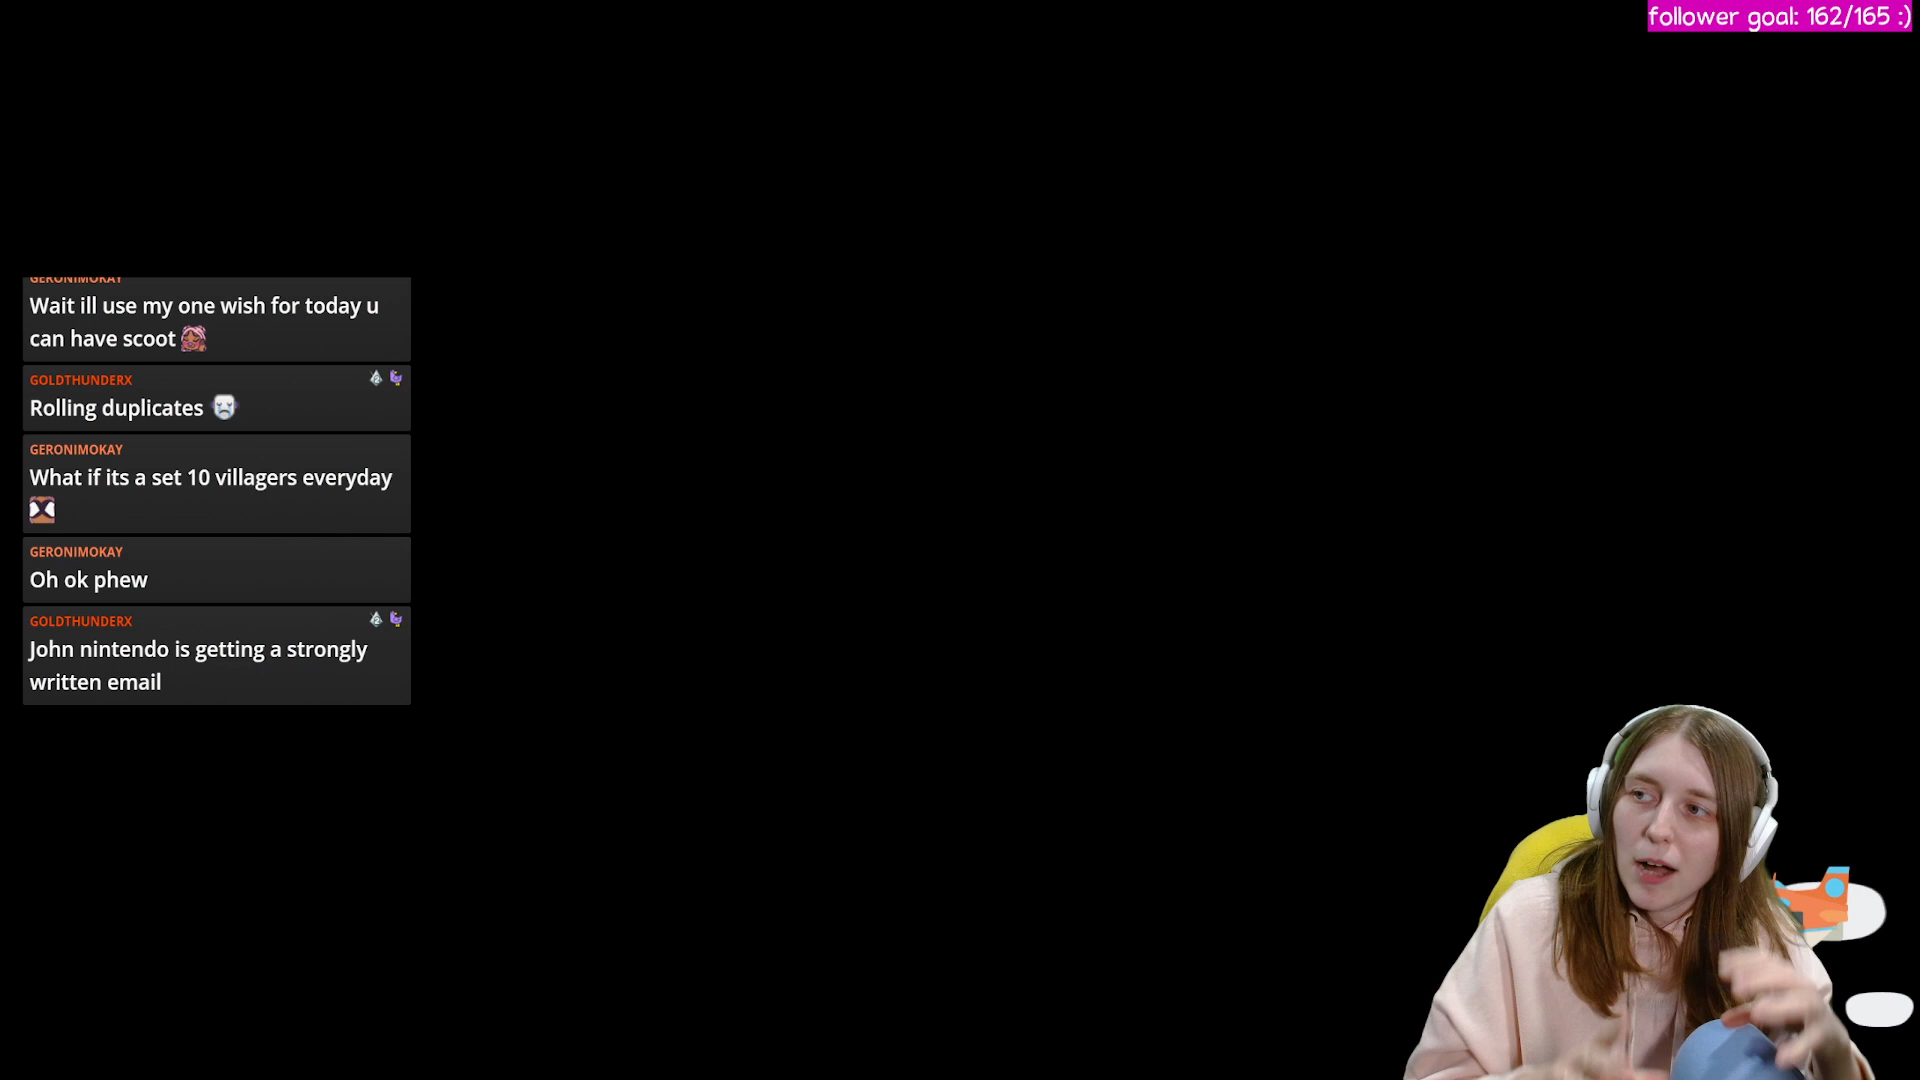 follower goal: 162/165 :)
GERONIMOKAY
Wait ill use my one wish for today u
can have scoot
GOLDTHUNDERX
Rolling duplicates
GERONIMOKAY
What if its a set 10 villagers everyday
GERONIMOKAY
Oh ok phew
GOLDTHUNDERX
John nintendo is getting a strongly
written email